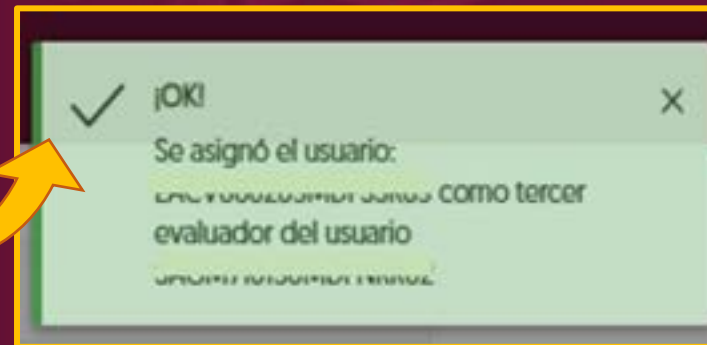 ¡OK!
Se asignó el usuario:
como tercer
evaluador del usuario